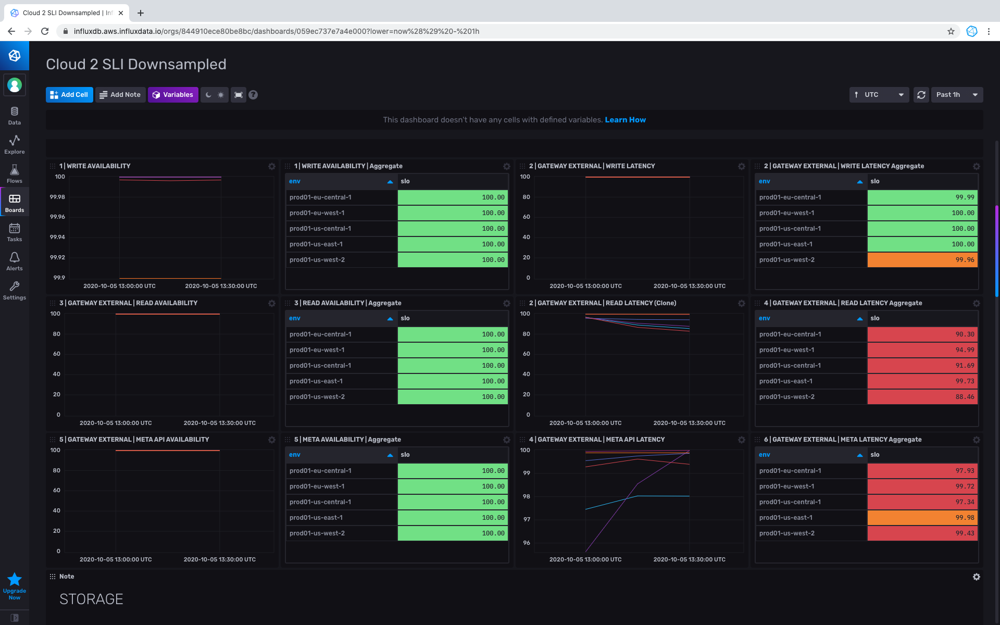 Cloud 2 SLI Downsampled | Inf
influxdb.aws.influxdata.io/orgs/844910ece80be8bc/dashboards/059ec737e7a4e000?lower=now%28%29%20-%201h
Cloud 2 SLI Downsampled
Add Cell
Add Note
Variables
?
UTC
Past 1h
This dashboard doesn't have any cells with defined variables. Learn How
Data
Explore
Flows
Boards
Tasks
Alerts
Settings
Upgrade
Now
1 | WRITE AVAILABILITY
100
99.98
99.96
99.94
99.92
99.9
2020-10-05 13:00:00 UTC 2020-10-05 13:30:00 UTC
1 | WRITE AVAILABILITY | Aggregate
env slo
prod01-eu-central-1 100.00
prod01-eu-west-1 100.00
prod01-us-central-1 100.00
prod01-us-east-1 100.00
prod01-us-west-2 100.00
2 | GATEWAY EXTERNAL | WRITE LATENCY
100
80
60
40
20
0
2020-10-05 13:00:00 UTC 2020-10-05 13:30:00 UTC
2 | GATEWAY EXTERNAL | WRITE LATENCY Aggregate
env slo
prod01-eu-central-1 99.99
prod01-eu-west-1 100.00
prod01-us-central-1 100.00
prod01-us-east-1 100.00
prod01-us-west-2 99.96
3 | GATEWAY EXTERNAL | READ AVAILABILITY
100
80
60
40
20
0
2020-10-05 13:00:00 UTC 2020-10-05 13:30:00 UTC
3 | READ AVAILABILITY | Aggregate
env slo
prod01-eu-central-1 100.00
prod01-eu-west-1 100.00
prod01-us-central-1 100.00
prod01-us-east-1 100.00
prod01-us-west-2 100.00
2 | GATEWAY EXTERNAL | READ LATENCY (Clone)
100
80
60
40
20
0
2020-10-05 13:00:00 UTC 2020-10-05 13:30:00 UTC
4 | GATEWAY EXTERNAL | READ LATENCY Aggregate
env slo
prod01-eu-central-1 90.30
prod01-eu-west-1 94.99
prod01-us-central-1 91.69
prod01-us-east-1 99.73
prod01-us-west-2 88.46
5 | GATEWAY EXTERNAL | META API AVAILABILITY
100
80
60
40
20
0
2020-10-05 13:00:00 UTC 2020-10-05 13:30:00 UTC
5 | META AVAILABILITY | Aggregate
env slo
prod01-eu-central-1 100.00
prod01-eu-west-1 100.00
prod01-us-central-1 100.00
prod01-us-east-1 100.00
prod01-us-west-2 100.00
4 | GATEWAY EXTERNAL | META API LATENCY
100
99
98
97
96
2020-10-05 13:00:00 UTC 2020-10-05 13:30:00 UTC
6 | GATEWAY EXTERNAL | META LATENCY Aggregate
env slo
prod01-eu-central-1 97.93
prod01-eu-west-1 99.72
prod01-us-central-1 97.34
prod01-us-east-1 99.98
prod01-us-west-2 99.43
Note
STORAGE